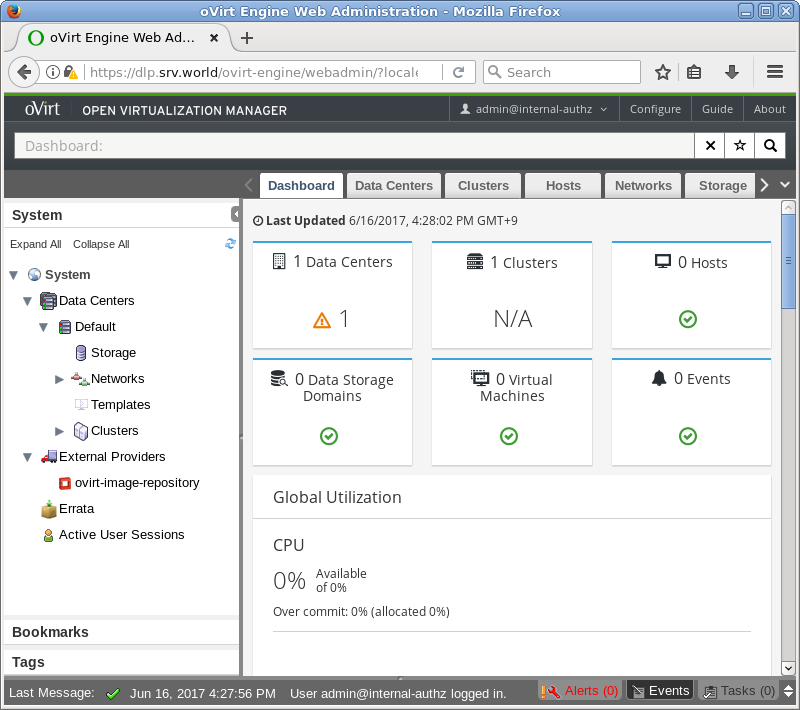 oVirt Engine Web Administration - Mozilla Firefox
oVirt Engine Web Ad...
https://dlp.srv.world/ovirt-engine/webadmin/?locale
Search
oVirt OPEN VIRTUALIZATION MANAGER
admin@internal-authz
Configure
Guide
About
Dashboard:
Dashboard
Data Centers
Clusters
Hosts
Networks
Storage
System
Expand All Collapse All
System
Data Centers
Default
Storage
Networks
Templates
Clusters
External Providers
ovirt-image-repository
Errata
Active User Sessions
Bookmarks
Tags
Last Updated 6/16/2017, 4:28:02 PM GMT+9
1 Data Centers
1
1 Clusters
N/A
0 Hosts
0 Data Storage
Domains
0 Virtual
Machines
0 Events
Global Utilization
CPU
0% Available
of 0%
Over commit: 0% (allocated 0%)
Last Message: Jun 16, 2017 4:27:56 PM User admin@internal-authz logged in.
Alerts (0)
Events
Tasks (0)